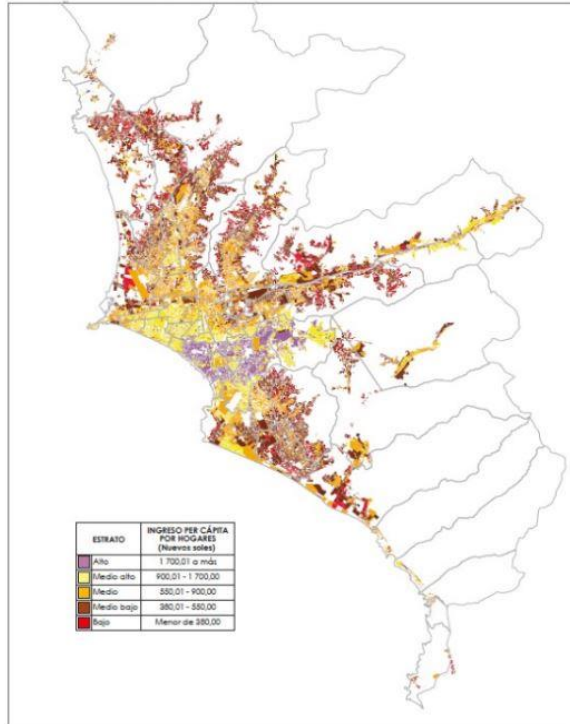 ESTRATO INGRESO PER CÁPITA POR HOGARES (Nuevos soles)
Alto 1 700,01 a más
Medio alto 900,01 - 1 700,00
Medio 550,01 - 900,00
Medio bajo 380,01 - 550,00
Bajo Menor de 380,00